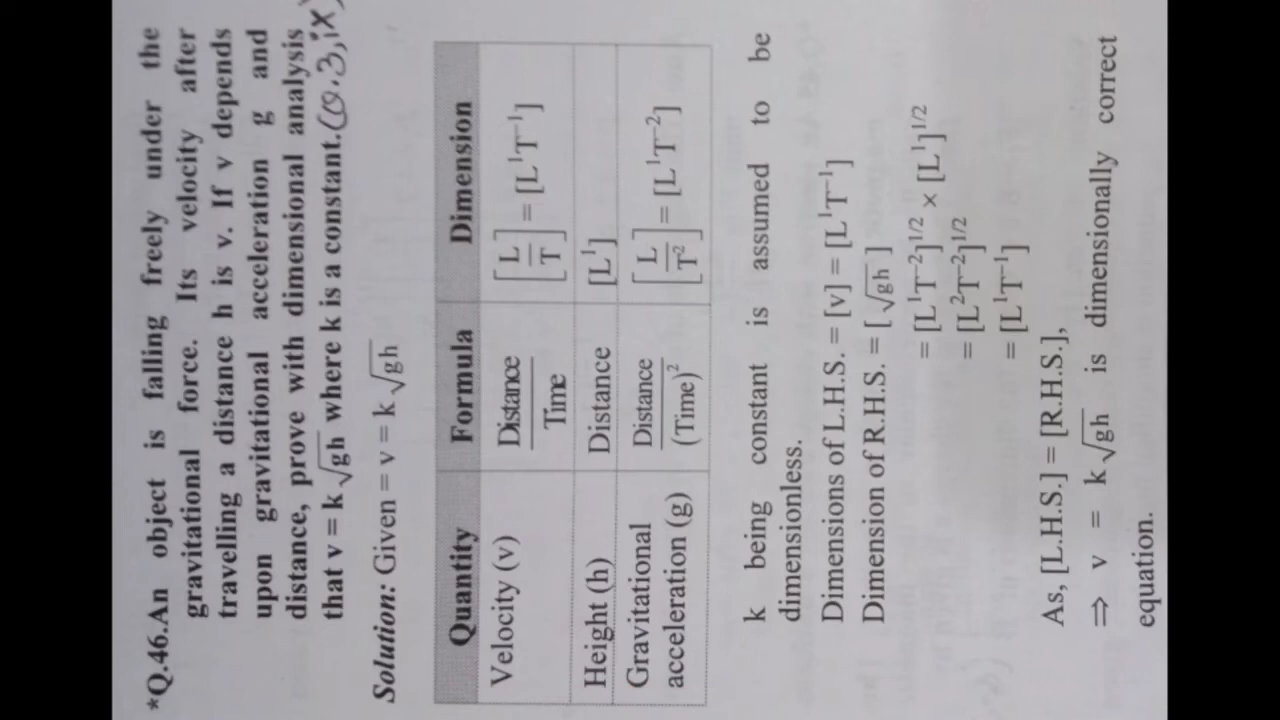 *Q.46.An object is falling freely under the
gravitational force. Its velocity after
travelling a distance h is v. If v depends
upon gravitational acceleration g and
distance, prove with dimensional analysis
that v = k √gh where k is a constant.(Q.3,ix)
Solution: Given = v = k √gh
Quantity Formula Dimension
Velocity (v) Distance/Time [L/T] = [L¹T⁻¹]
Height (h) Distance [L¹]
Gravitational acceleration (g) Distance/(Time)² [L/T²] = [L¹T⁻²]
k being constant is assumed to be
dimensionless.
Dimensions of L.H.S. = [v] = [L¹T⁻¹]
Dimension of R.H.S. = [√gh]
= [L¹T⁻²]¹/² × [L¹]¹/²
= [L²T⁻²]¹/²
= [L¹T⁻¹]
As, [L.H.S.] = [R.H.S.],
⇒ v = k √gh is dimensionally correct
equation.